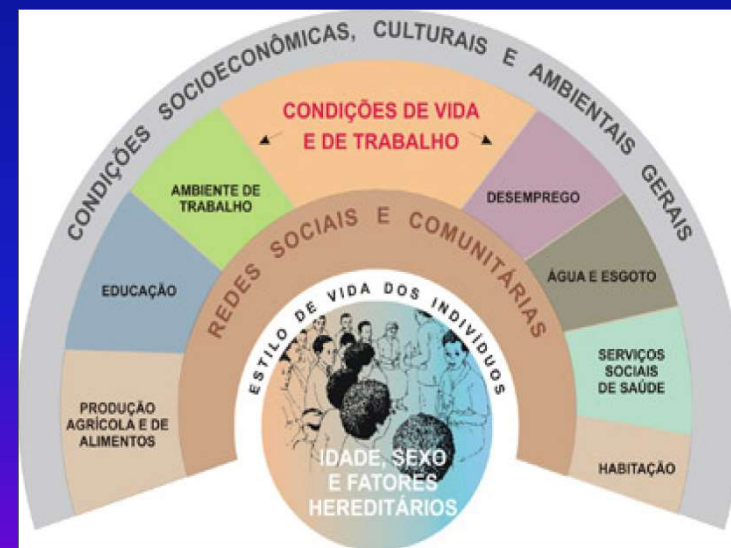 CONDIÇÕES SOCIOECONÔMICAS, CULTURAIS E AMBIENTAIS GERAIS
CONDIÇÕES DE VIDA
E DE TRABALHO
AMBIENTE DE
TRABALHO
DESEMPREGO
EDUCAÇÃO
ÁGUA E ESGOTO
PRODUÇÃO
AGRÍCOLA E DE
ALIMENTOS
SERVIÇOS
SOCIAIS
DE SAÚDE
HABITAÇÃO
REDES SOCIAIS E COMUNITÁRIAS
ESTILO DE VIDA DOS INDIVÍDUOS
IDADE, SEXO
E FATORES
HEREDITÁRIOS